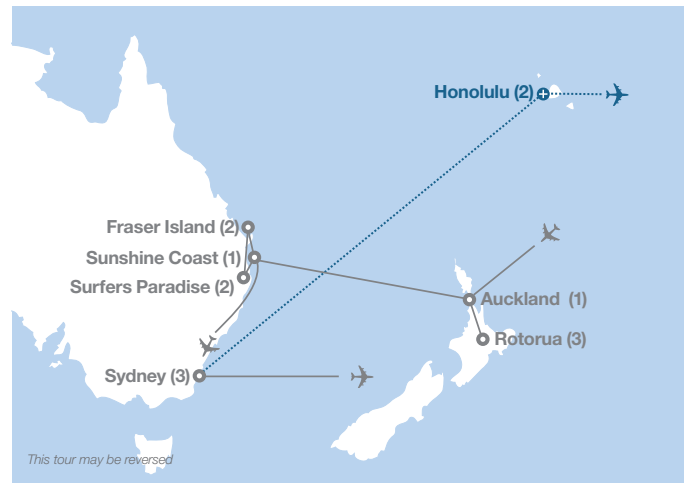 Honolulu (2)
Fraser Island (2)
Sunshine Coast (1)
Surfers Paradise (2)
Auckland (1)
Rotorua (3)
Sydney (3)
This tour may be reversed